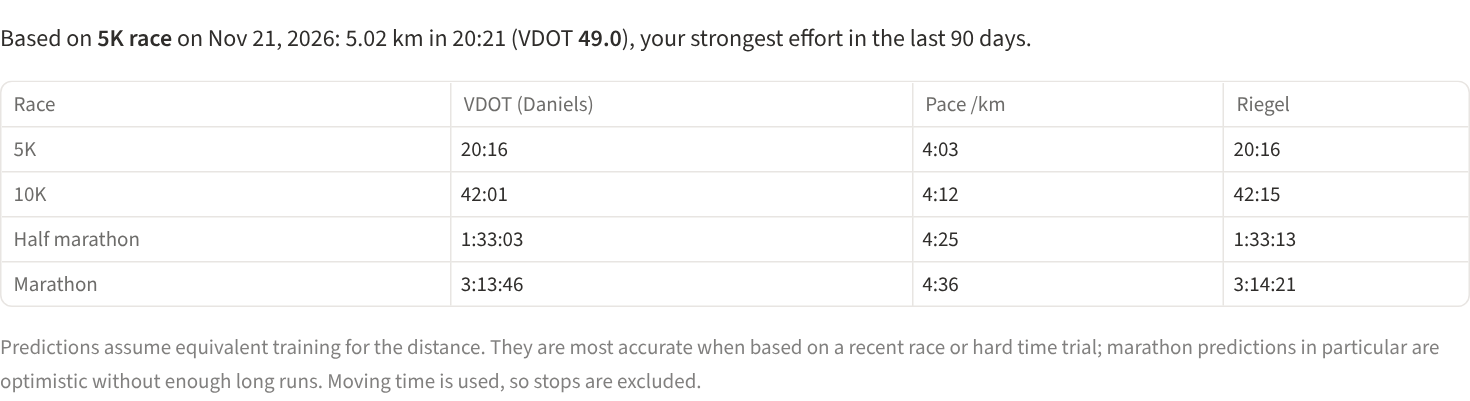 Based on 5K race on Nov 21, 2026: 5.02 km in 20:21 (VDOT 49.0), your strongest effort in the last 90 days.
Race VDOT (Daniels) Pace /km Riegel
5K 20:16 4:03 20:16
10K 42:01 4:12 42:15
Half marathon 1:33:03 4:25 1:33:13
Marathon 3:13:46 4:36 3:14:21
Predictions assume equivalent training for the distance. They are most accurate when based on a recent race or hard time trial; marathon predictions in particular are
optimistic without enough long runs. Moving time is used, so stops are excluded.